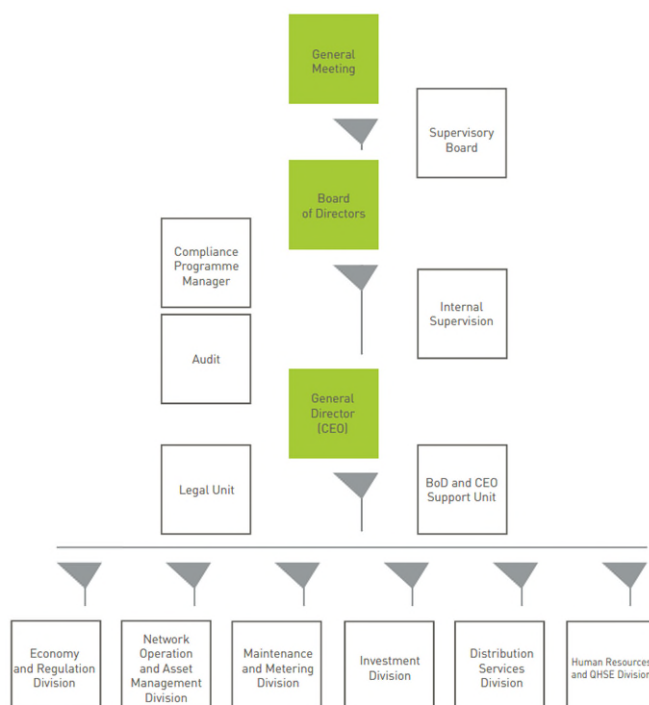 General
Meeting
Supervisory
Board
Board
of Directors
Compliance
Programme
Manager
Internal
Supervision
Audit
General
Director
(CEO)
Legal Unit
BoD and CEO
Support Unit
Economy
and Regulation
Division
Network
Operation
and Asset
Management
Division
Maintenance
and Metering
Division
Investment
Division
Distribution
Services
Division
Human Resources
and QHSE Division